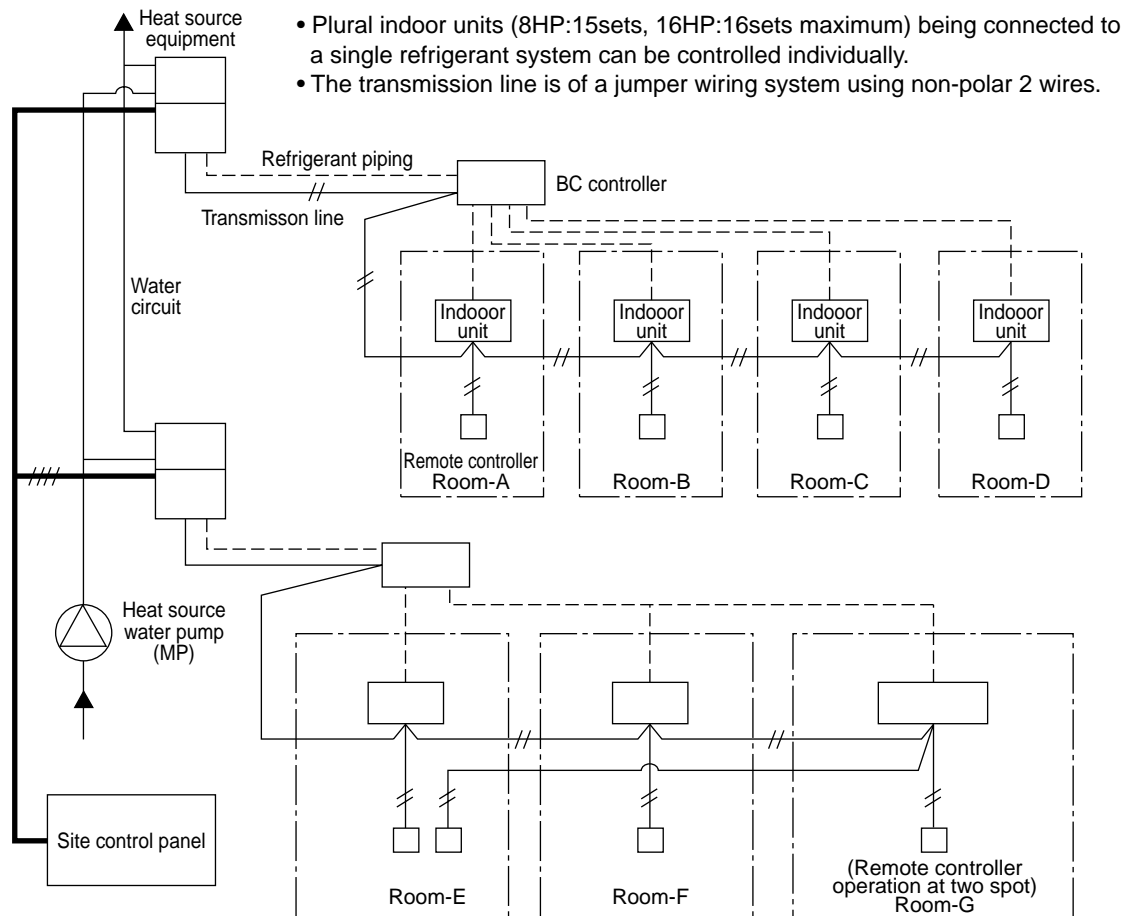 Heat source
equipment
• Plural indoor units (8HP:15sets, 16HP:16sets maximum) being connected to
a single refrigerant system can be controlled individually.
• The transmission line is of a jumper wiring system using non-polar 2 wires.
Refrigerant piping
BC controller
Transmisson line
Water
circuit
Indooor
unit
Indooor
unit
Indooor
unit
Indooor
unit
Remote controller
Room-A
Room-B
Room-C
Room-D
Heat source
water pump
(MP)
Site control panel
Room-E
Room-F
(Remote controller
operation at two spot)
Room-G